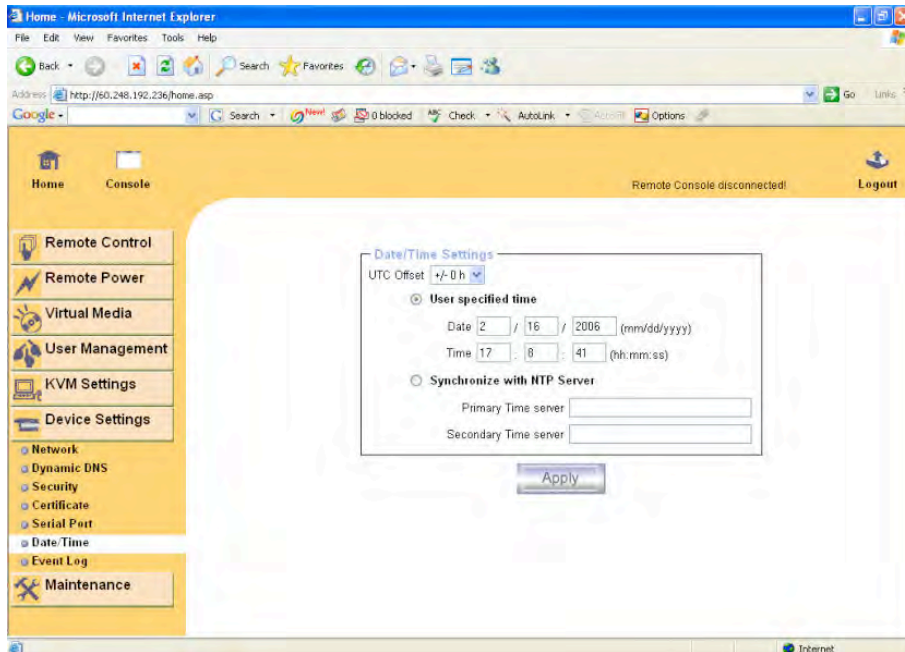 Home - Microsoft Internet Explorer
File Edit View Favorites Tools Help
Back Search Favorites
Address http://60.248.192.236/home.asp Go Links
Google Search New! 0 blocked ABC Check AutoLink Options
Home Console Remote Console disconnected! Logout
Remote Control
Remote Power
Virtual Media
User Management
KVM Settings
Device Settings
Network
Dynamic DNS
Security
Certificate
Serial Port
Date/Time
Event Log
Maintenance
Date/Time Settings
UTC Offset +/- 0 h
User specified time
Date 2 / 16 / 2006 (mm/dd/yyyy)
Time 17 : 8 : 41 (hh:mm:ss)
Synchronize with NTP Server
Primary Time server
Secondary Time server
Apply
Internet